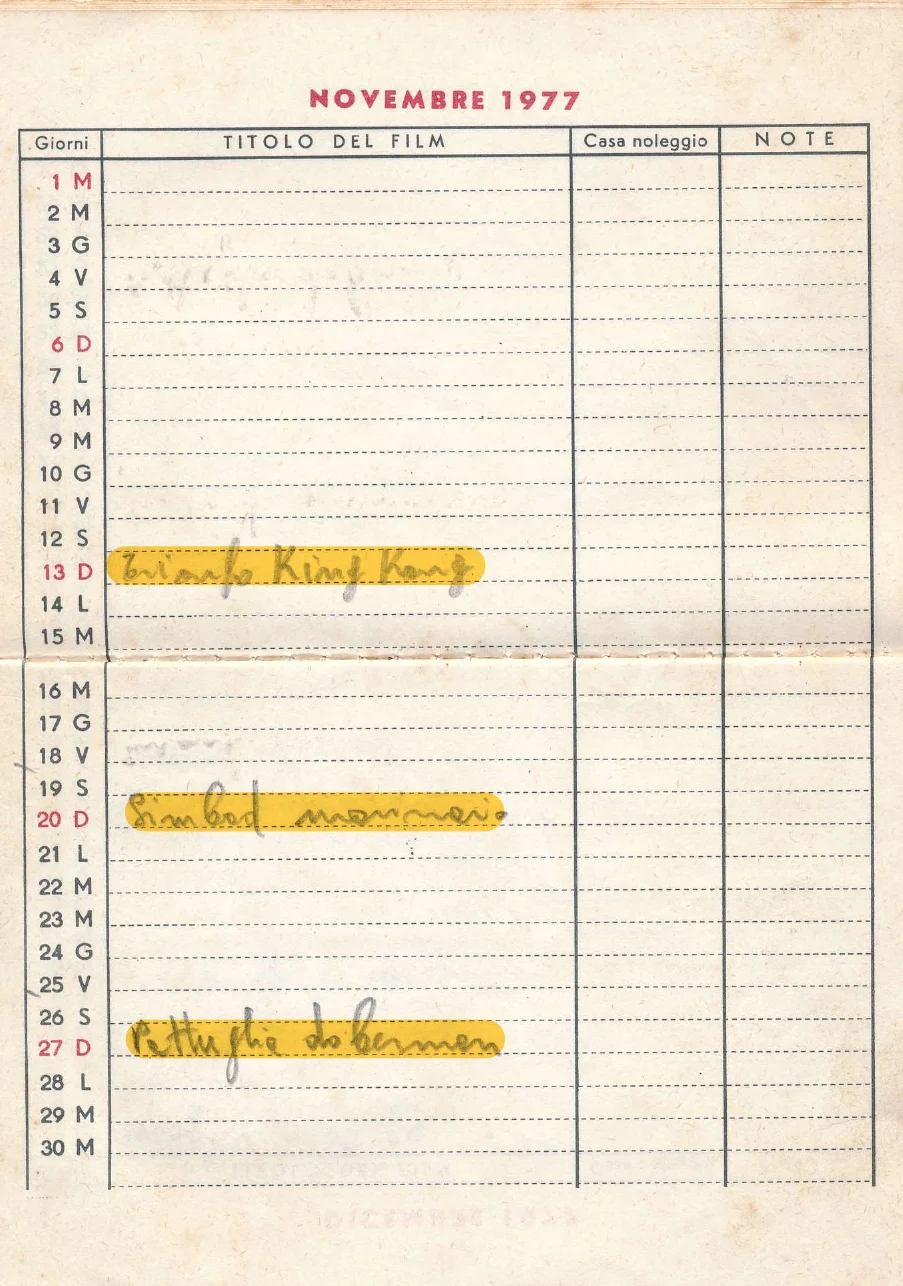 NOVEMBRE 1977
Giorni TITOLO DEL FILM Casa noleggio NOTE
1 M
2 M
3 G
4 V
5 S
6 D
7 L
8 M
9 M
10 G
11 V
12 S
13 D Trionfo King Kong
14 L
15 M
16 M
17 G
18 V
19 S
20 D Simbad marinaio
21 L
22 M
23 M
24 G
25 V
26 S
27 D Pattuglia dobermen
28 L
29 M
30 M